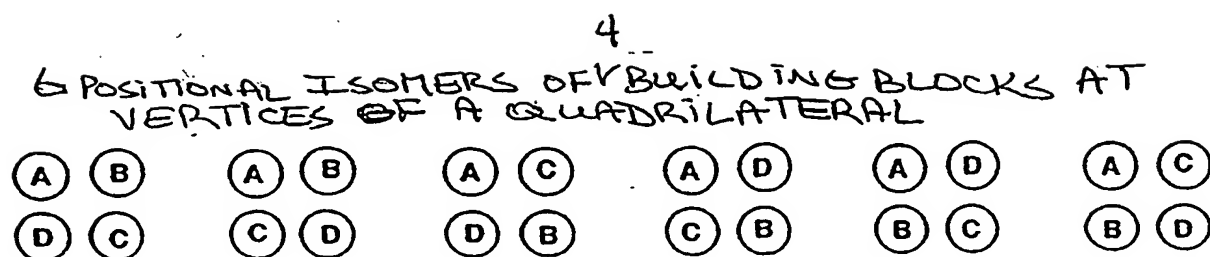 4
6 POSITIONAL ISOMERS OF BUILDING BLOCKS AT
VERTICES OF A QUADRILATERAL
A B A B A C A D A D A C
D C C D D B C B B C B D